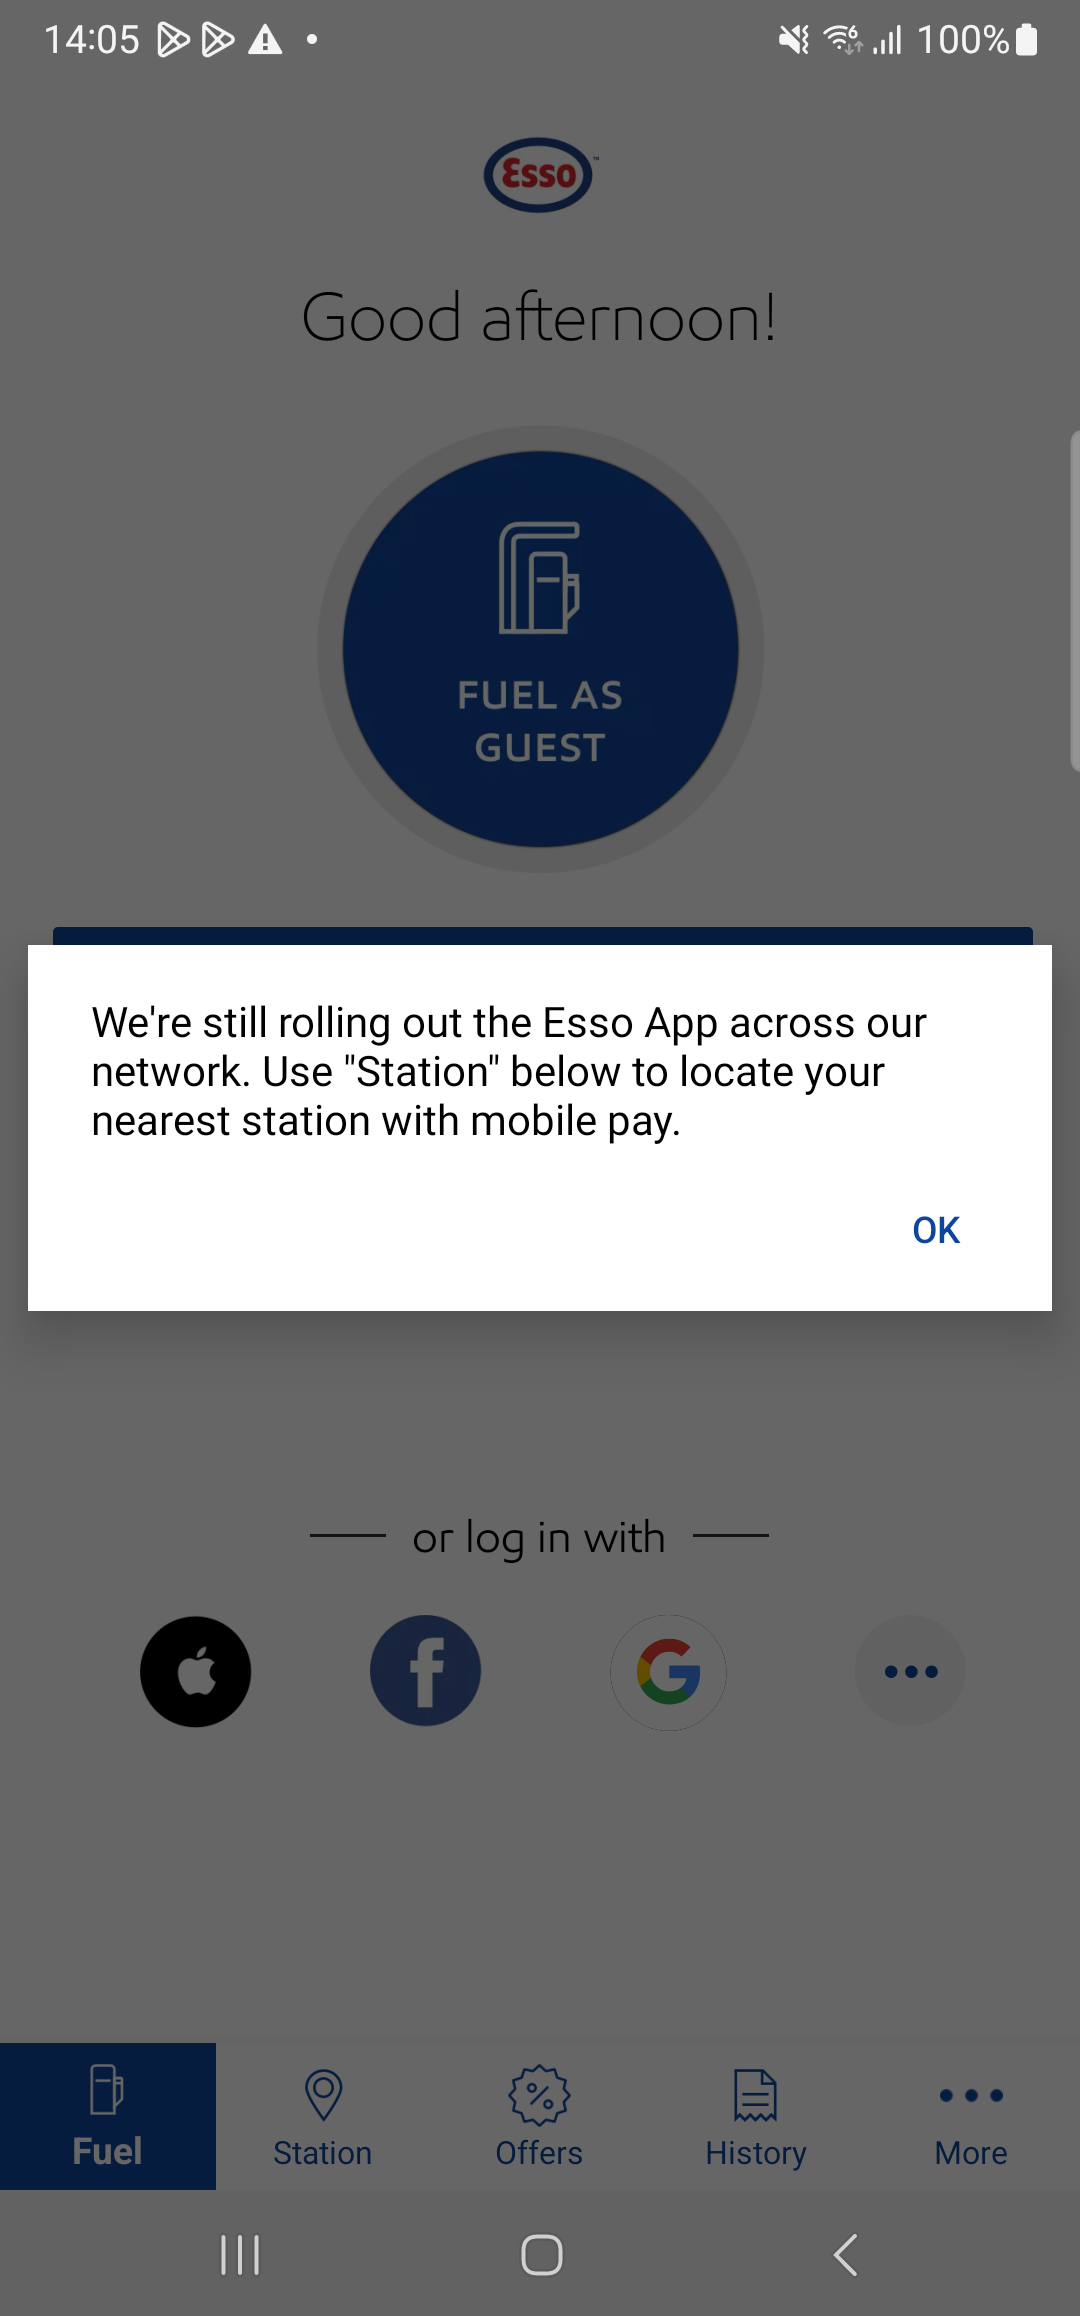 14:05
100%
Esso
Good afternoon!
FUEL AS
GUEST
We're still rolling out the Esso App across our
network. Use "Station" below to locate your
nearest station with mobile pay.
OK
or log in with
Fuel
Station
Offers
History
More